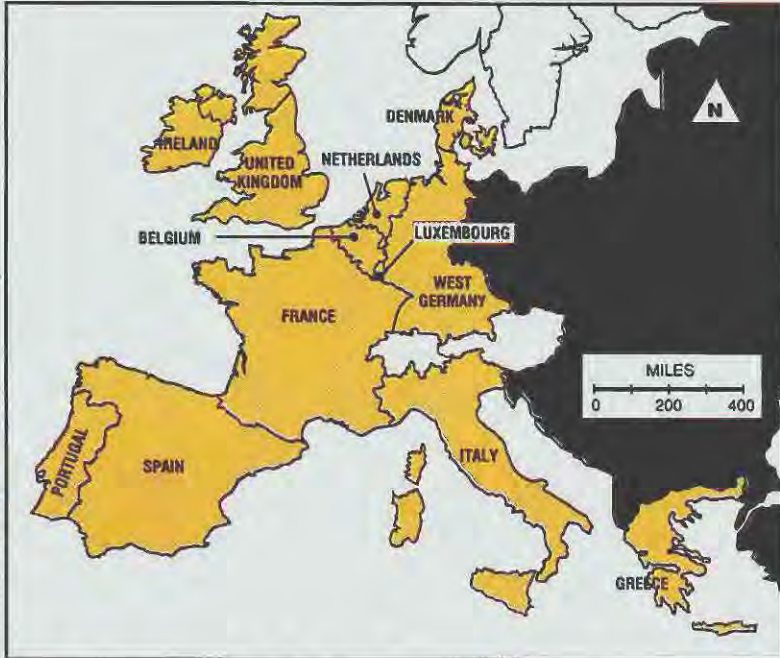 N
DENMARK
IRELAND
UNITED
KINGDOM
NETHERLANDS
BELGIUM
LUXEMBOURG
WEST
GERMANY
FRANCE
MILES
0 200 400
PORTUGAL
SPAIN
ITALY
GREECE